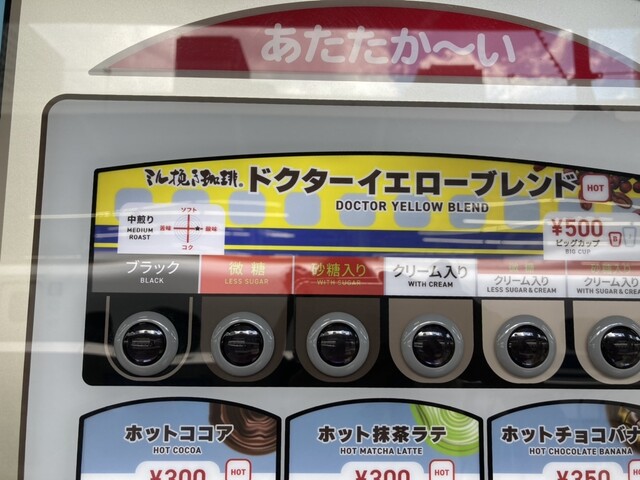 あたたか〜い
ミル挽き珈琲®
ドクターイエローブレンド
HOT
DOCTOR YELLOW BLEND
中煎り
MEDIUM
ROAST
ソフト
苦味
酸味
コク
¥500
ビッグカップ
BIG CUP
ブラック
BLACK
微糖
LESS SUGAR
砂糖入り
WITH SUGAR
クリーム入り
WITH CREAM
クリーム入り
LESS SUGAR & CREAM
クリーム入り
WITH SUGAR & CREAM
ホットココア
HOT COCOA
¥300
HOT
ホット抹茶ラテ
HOT MATCHA LATTE
¥300
HOT
ホットチョコバナ
HOT CHOCOLATE BANANA
¥350
HOT